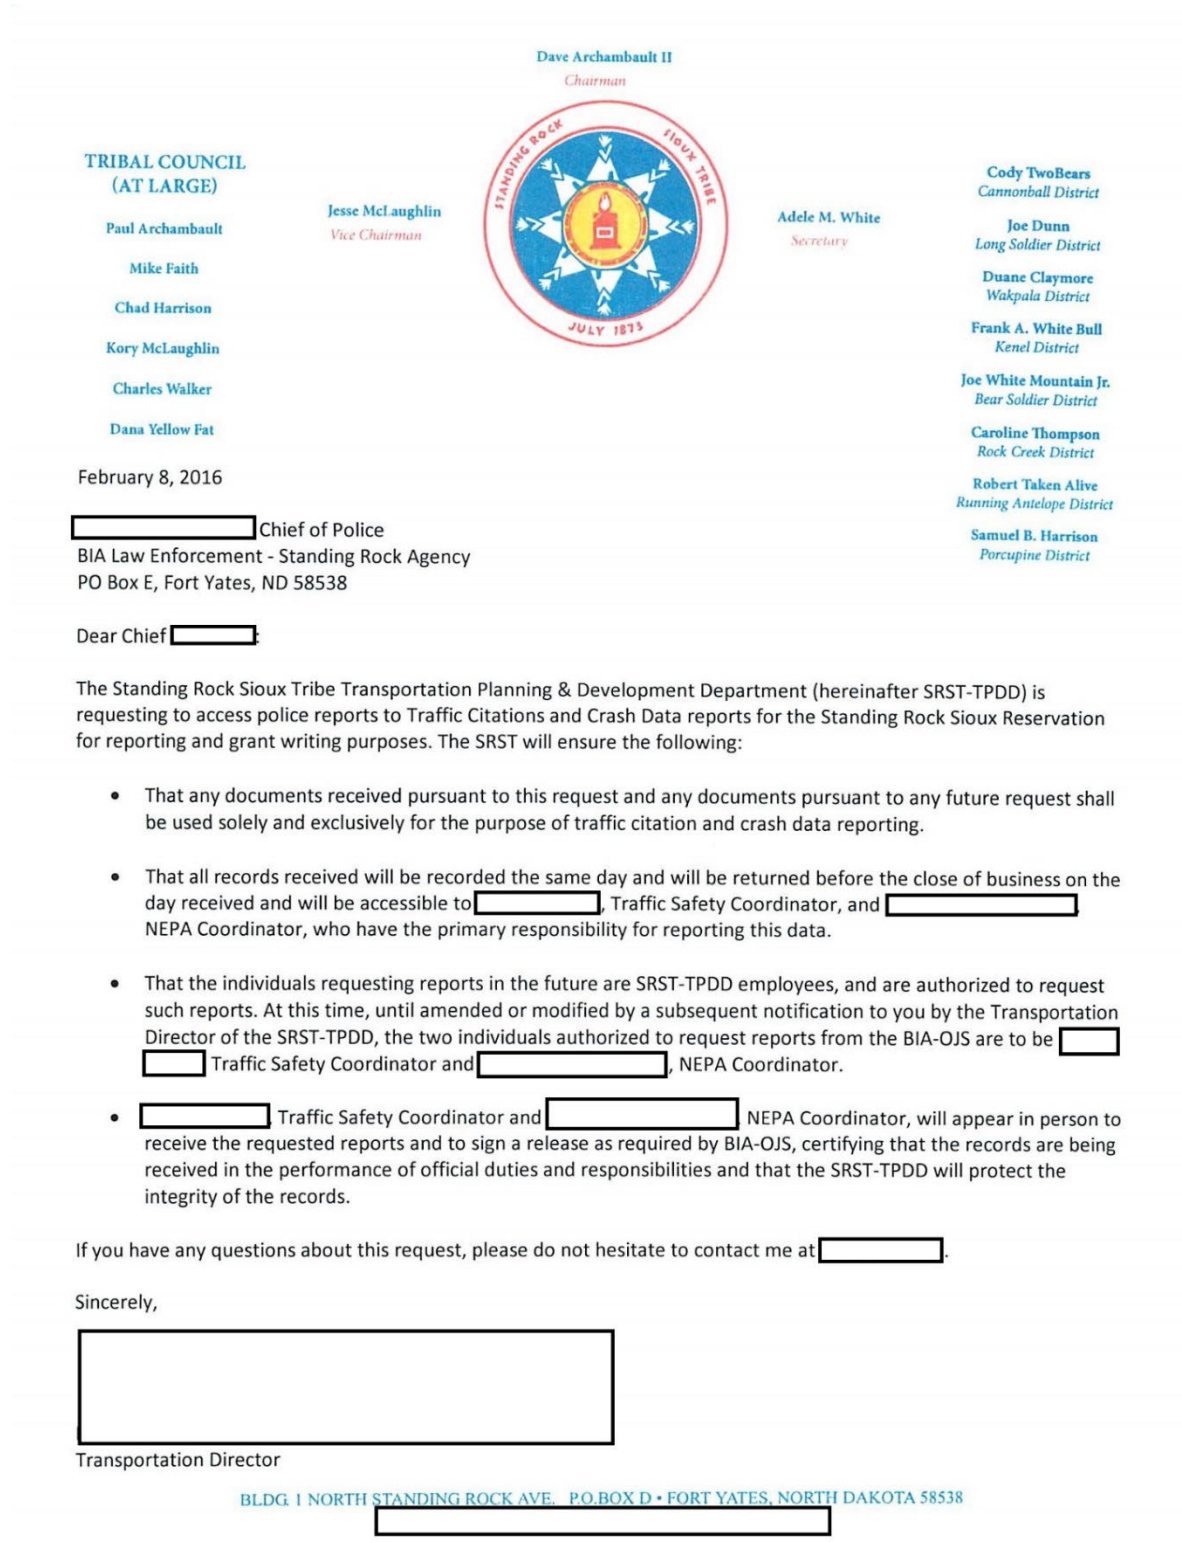 Dave Archambault II
Chairman
STANDING ROCK SIOUX TRIBE
JULY 1873
TRIBAL COUNCIL
(AT LARGE)
Paul Archambault
Mike Faith
Chad Harrison
Kory McLaughlin
Charles Walker
Dana Yellow Fat
Jesse McLaughlin
Vice Chairman
Adele M. White
Secretary
Cody TwoBears
Cannonball District
Joe Dunn
Long Soldier District
Duane Claymore
Wakpala District
Frank A. White Bull
Kenel District
Joe White Mountain Jr.
Bear Soldier District
Caroline Thompson
Rock Creek District
Robert Taken Alive
Running Antelope District
Samuel B. Harrison
Porcupine District
February 8, 2016
Chief of Police
BIA Law Enforcement - Standing Rock Agency
PO Box E, Fort Yates, ND 58538
Dear Chief :
The Standing Rock Sioux Tribe Transportation Planning & Development Department (hereinafter SRST-TPDD) is
requesting to access police reports to Traffic Citations and Crash Data reports for the Standing Rock Sioux Reservation
for reporting and grant writing purposes. The SRST will ensure the following:
• That any documents received pursuant to this request and any documents pursuant to any future request shall
be used solely and exclusively for the purpose of traffic citation and crash data reporting.
• That all records received will be recorded the same day and will be returned before the close of business on the
day received and will be accessible to , Traffic Safety Coordinator, and
NEPA Coordinator, who have the primary responsibility for reporting this data.
• That the individuals requesting reports in the future are SRST-TPDD employees, and are authorized to request
such reports. At this time, until amended or modified by a subsequent notification to you by the Transportation
Director of the SRST-TPDD, the two individuals authorized to request reports from the BIA-OJS are to be
Traffic Safety Coordinator and , NEPA Coordinator.
• Traffic Safety Coordinator and NEPA Coordinator, will appear in person to
receive the requested reports and to sign a release as required by BIA-OJS, certifying that the records are being
received in the performance of official duties and responsibilities and that the SRST-TPDD will protect the
integrity of the records.
If you have any questions about this request, please do not hesitate to contact me at .
Sincerely,
Transportation Director
BLDG. 1 NORTH STANDING ROCK AVE. P.O.BOX D • FORT YATES, NORTH DAKOTA 58538